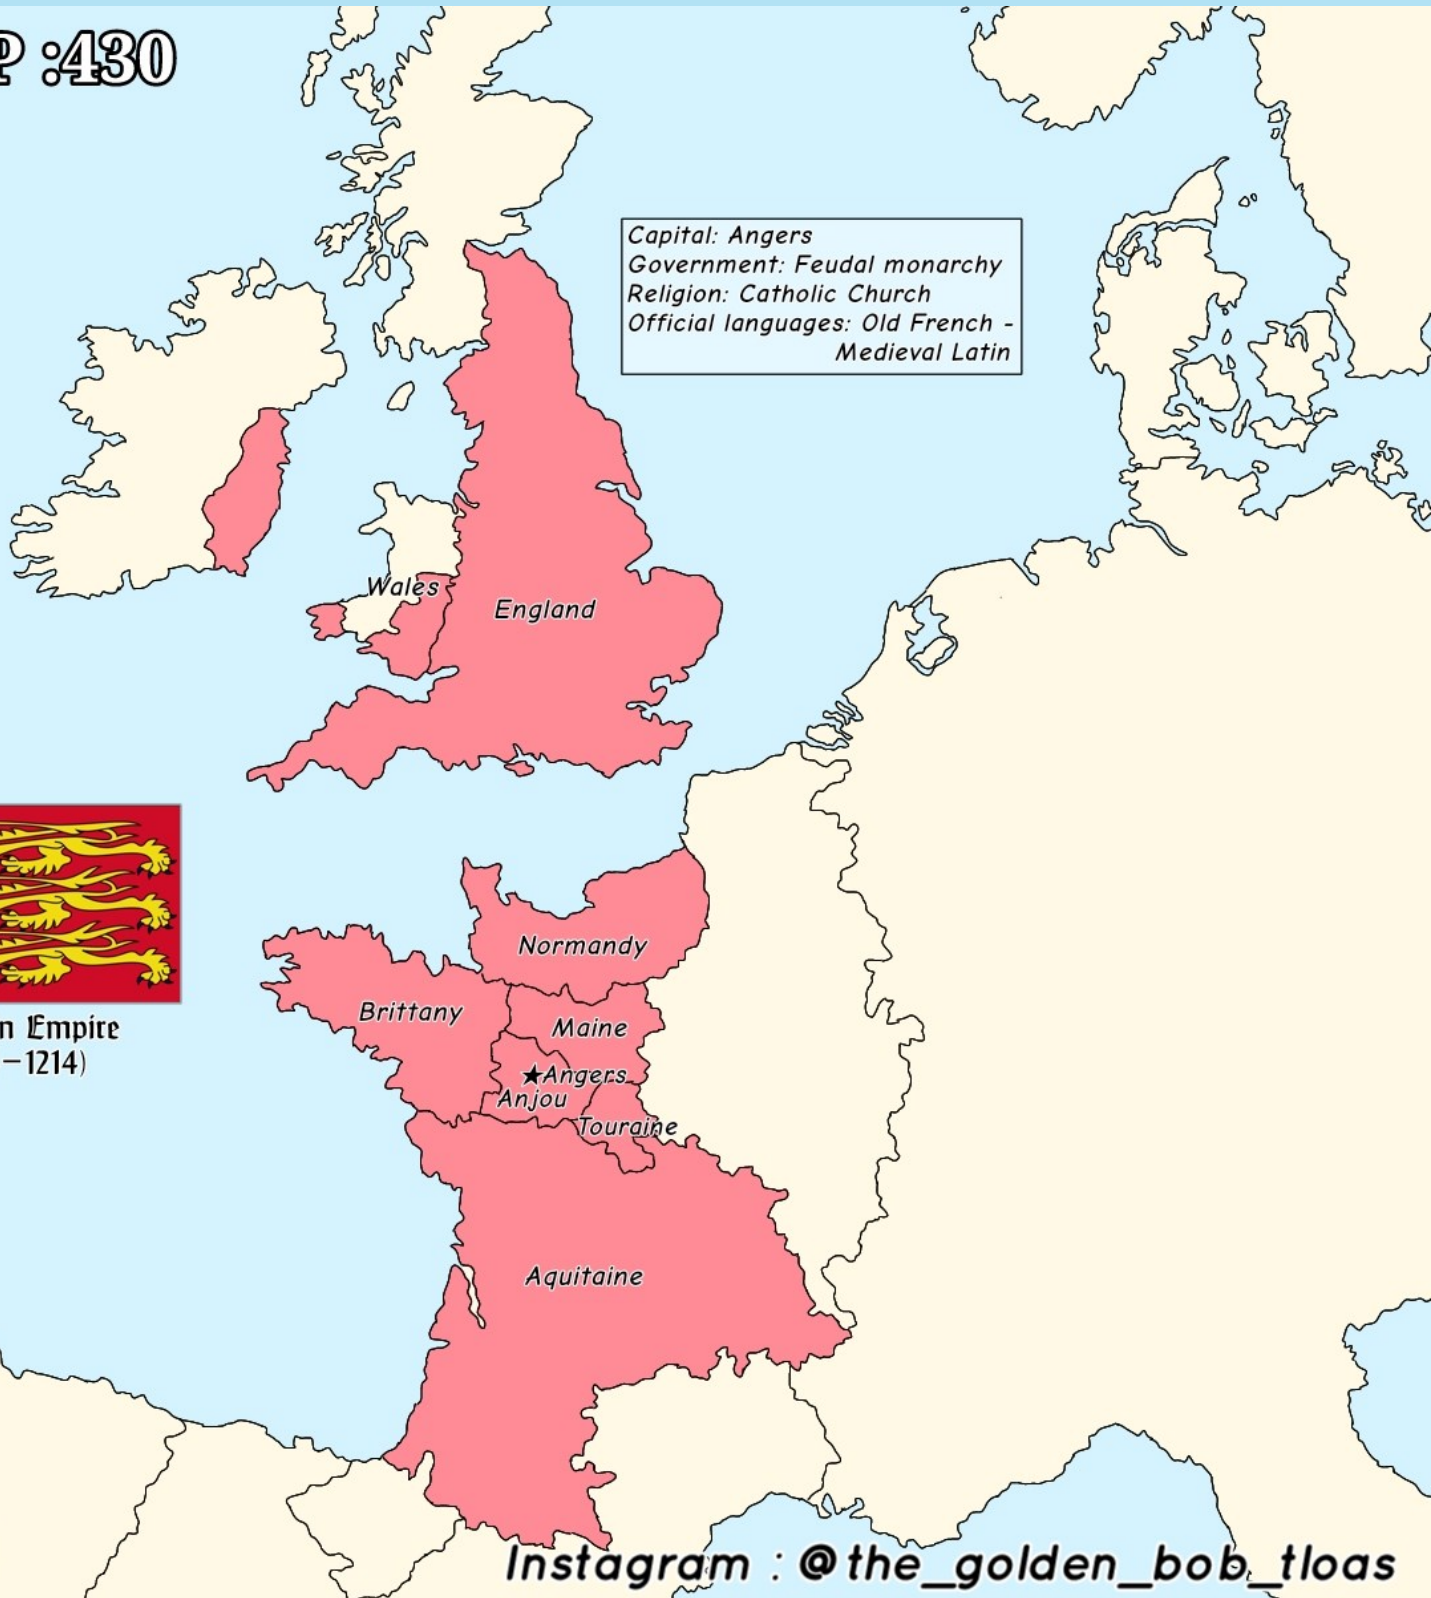 P :430
Capital: Angers
Government: Feudal monarchy
Religion: Catholic Church
Official languages: Old French -
Medieval Latin
Wales
England
n Empire
–1214)
Normandy
Brittany
Maine
★Angers
Anjou
Touraine
Aquitaine
Instagram : @the_golden_bob_tloas